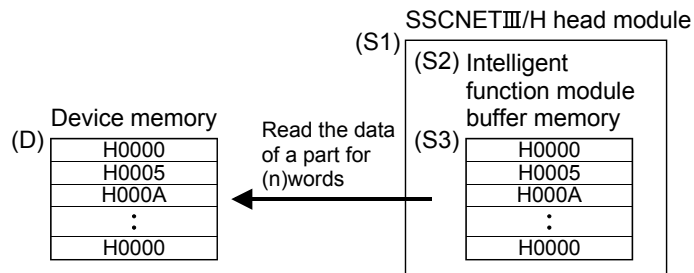 SSCNETⅢ/H head module
(S1)
(S2) Intelligent
function module
buffer memory
Device memory
(D)
H0000
H0005
H000A
⋮
H0000
Read the data
of a part for
(n)words
(S3)
H0000
H0005
H000A
⋮
H0000